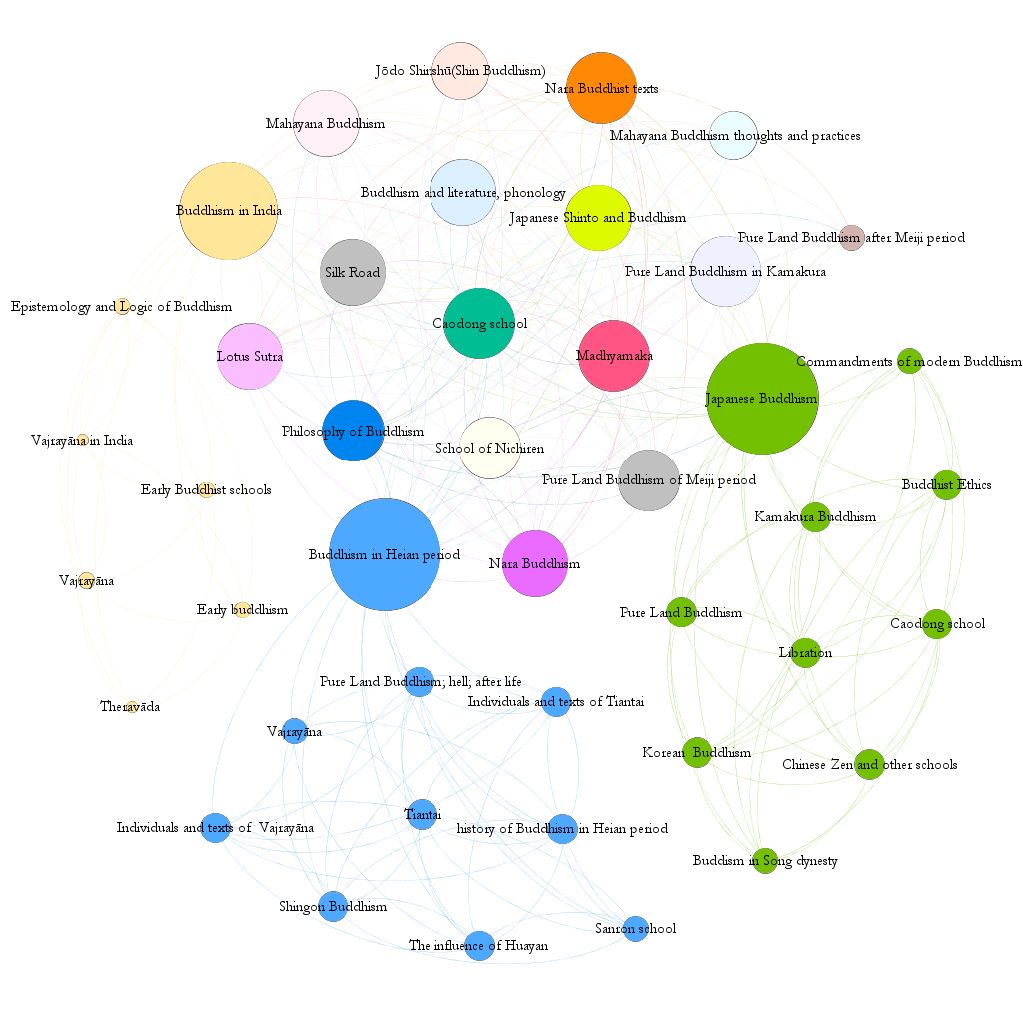 Jōdo Shinshū(Shin Buddhism)
Nara Buddhist texts
Mahayana Buddhism
Mahayana Buddhism thoughts and practices
Buddhism and literature, phonology
Buddhism in India
Japanese Shinto and Buddhism
Pure Land Buddhism after Meiji period
Silk Road
Pure Land Buddhism in Kamakura
Epistemology and Logic of Buddhism
Caodong school
Lotus Sutra
Madhyamaka
Commandments of modern Buddhism
Japanese Buddhism
Philosophy of Buddhism
Vajrayāna in India
School of Nichiren
Pure Land Buddhism of Meiji period
Buddhist Ethics
Early Buddhist schools
Kamakura Buddhism
Buddhism in Heian period
Nara Buddhism
Vajrayāna
Early buddhism
Pure Land Buddhism
Caodong school
Libration
Pure Land Buddhism; hell; after life
Individuals and texts of Tiantai
Theravāda
Vajrayāna
Korean Buddhism
Chinese Zen and other schools
Tiantai
Individuals and texts of Vajrayāna
history of Buddhism in Heian period
Buddism in Song dynesty
Shingon Buddhism
Sanron school
The influence of Huayan